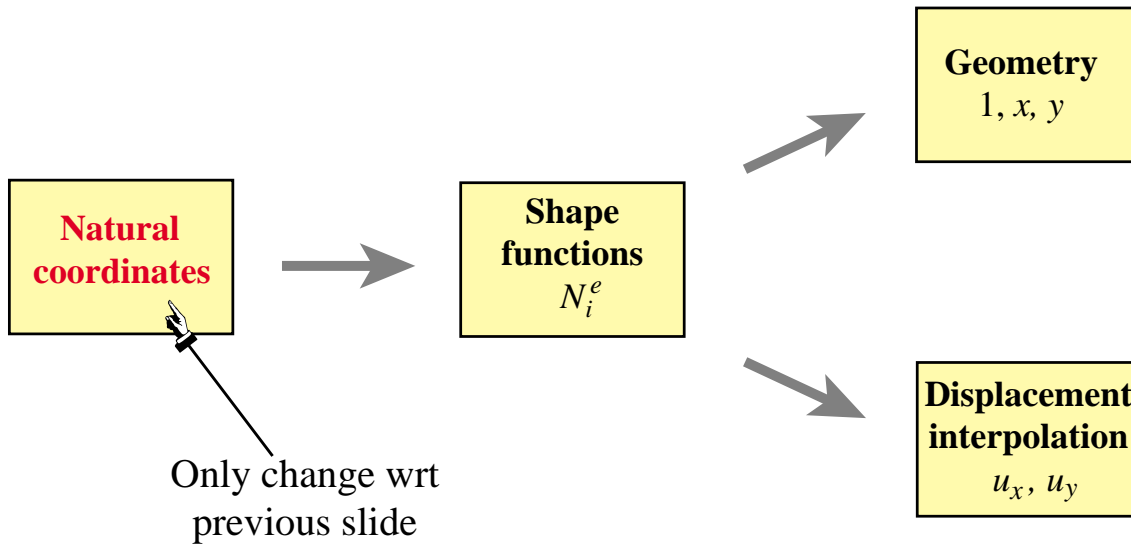 Natural
coordinates
Shape
functions
N_i^e
Geometry
1, x, y
Displacement
interpolation
u_x, u_y
Only change wrt
previous slide